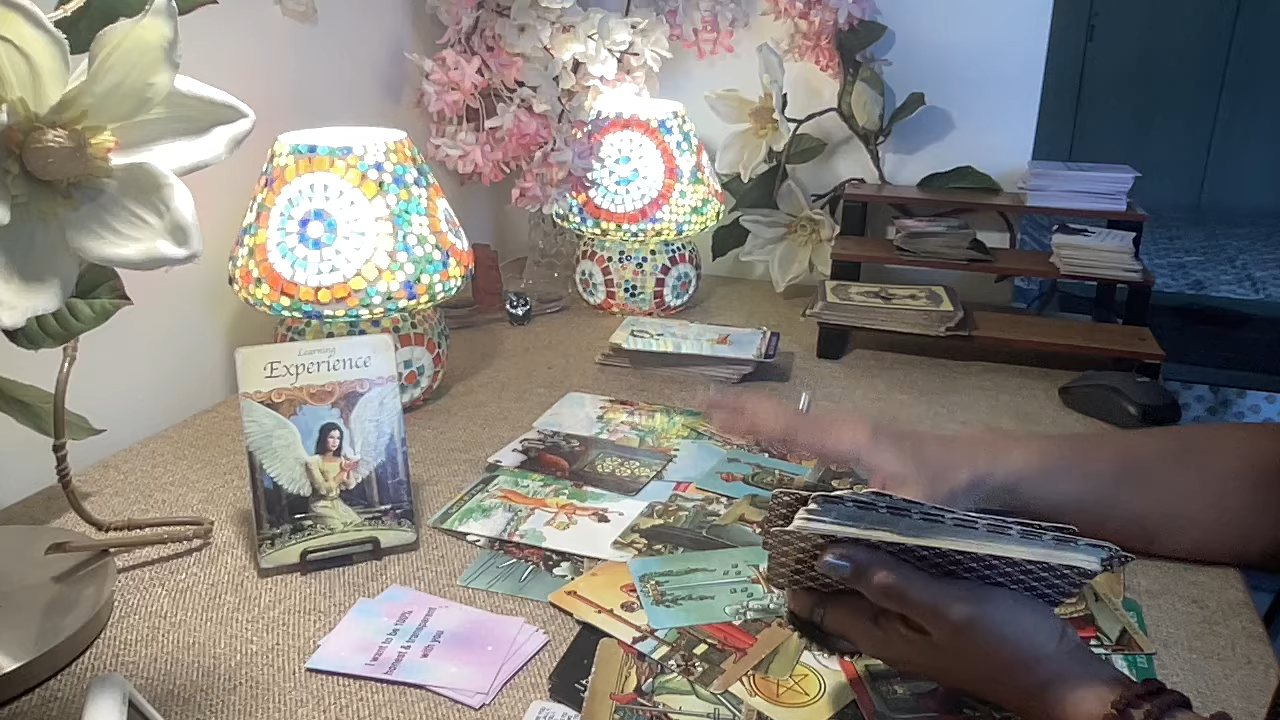 Learning
Experience
I want to be 100%
honest & transparent
with you